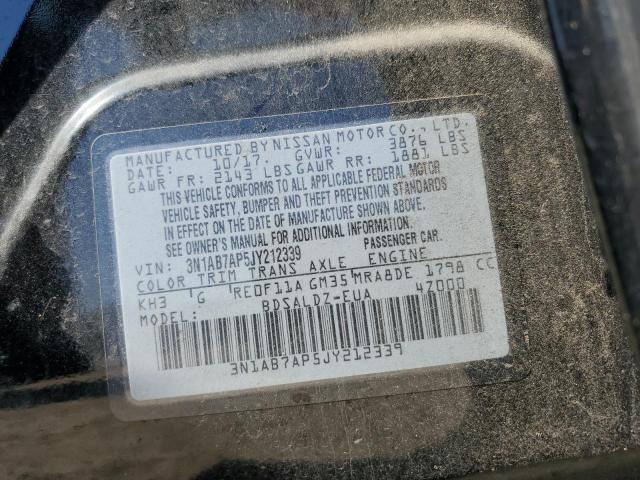 MANUFACTURED BY NISSAN MOTOR CO., LTD.
DATE: 10/17. GVWR: 3876 LBS
GAWR FR: 2143 LBS GAWR RR: 1881 LBS
THIS VEHICLE CONFORMS TO ALL APPLICABLE FEDERAL MOTOR
VEHICLE SAFETY, BUMPER AND THEFT PREVENTION STANDARDS
IN EFFECT ON THE DATE OF MANUFACTURE SHOWN ABOVE.
SEE OWNER'S MANUAL FOR ADDITIONAL INFORMATION.
VIN: 3N1AB7AP5JY212339 PASSENGER CAR.
COLOR TRIM TRANS AXLE ENGINE
KH3 G RE0F11A GM35 MRA8DE 1798 CC
MODEL: BDSALDZ-EUA 4Z000
3N1AB7AP5JY212339